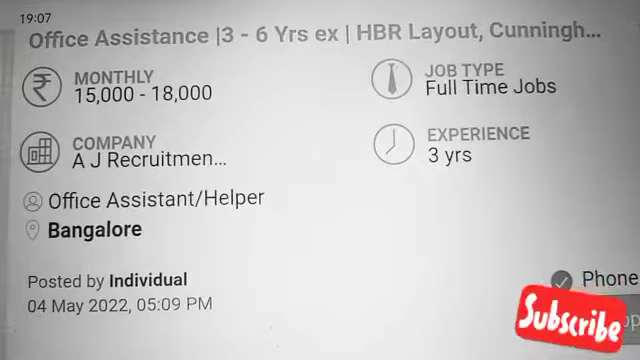 19:07
Office Assistance |3 - 6 Yrs ex | HBR Layout, Cunningh...
MONTHLY
15,000 - 18,000
JOB TYPE
Full Time Jobs
COMPANY
A J Recruitmen...
EXPERIENCE
3 yrs
Office Assistant/Helper
Bangalore
Posted by Individual
04 May 2022, 05:09 PM
Phone
Subscribe